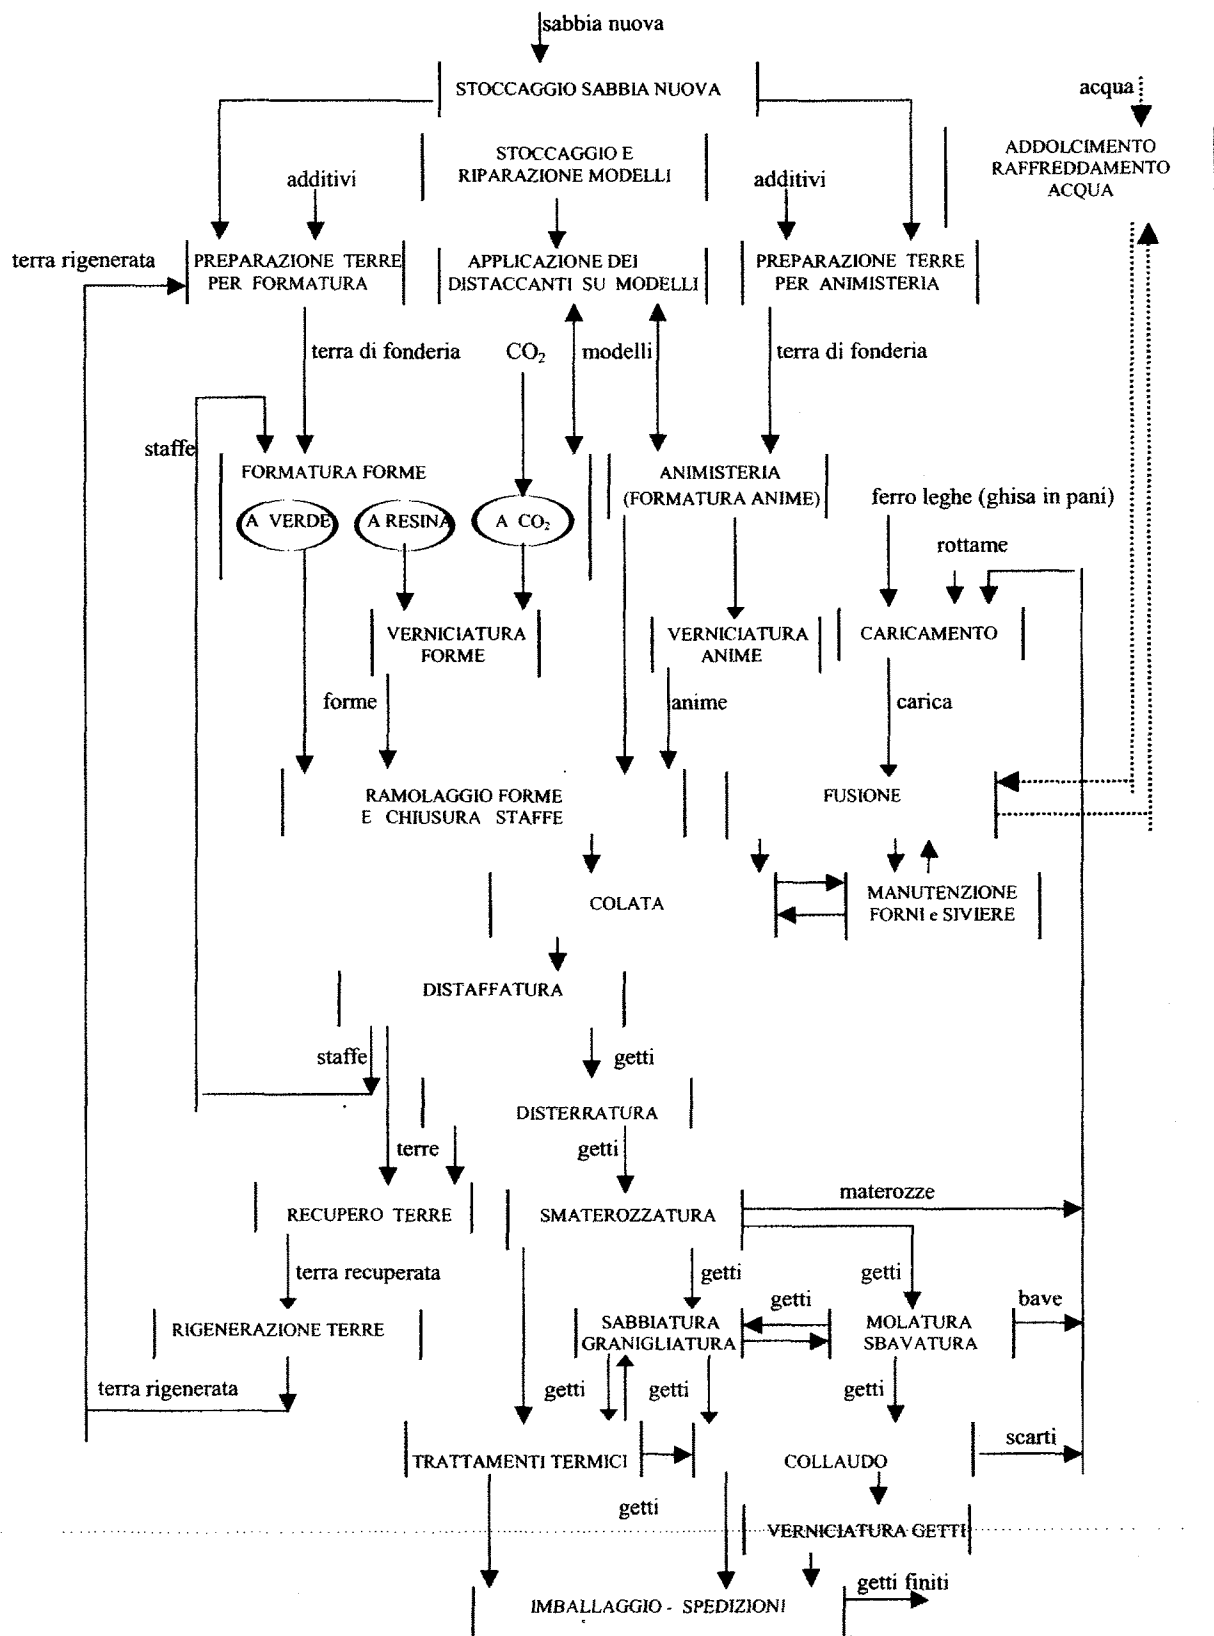 sabbia nuova
STOCCAGGIO SABBIA NUOVA
acqua
STOCCAGGIO E
RIPARAZIONE MODELLI
ADDOLCIMENTO
RAFFREDDAMENTO
ACQUA
additivi
additivi
terra rigenerata
PREPARAZIONE TERRE
PER FORMATURA
APPLICAZIONE DEI
DISTACCANTI SU MODELLI
PREPARAZIONE TERRE
PER ANIMISTERIA
terra di fonderia
CO₂
modelli
terra di fonderia
staffe
FORMATURA FORME
A VERDE
A RESINA
A CO₂
ANIMISTERIA
(FORMATURA ANIME)
ferro leghe (ghisa in pani)
rottame
VERNICIATURA
FORME
VERNICIATURA
ANIME
CARICAMENTO
forme
anime
carica
RAMOLAGGIO FORME
E CHIUSURA STAFFE
FUSIONE
COLATA
MANUTENZIONE
FORNI e SIVIERE
DISTAFFATURA
staffe
getti
DISTERRATURA
terre
getti
RECUPERO TERRE
SMATEROZZATURA
materozze
terra recuperata
getti
getti
RIGENERAZIONE TERRE
SABBIATURA
GRANIGLIATURA
getti
MOLATURA
SBAVATURA
bave
terra rigenerata
getti
getti
getti
TRATTAMENTI TERMICI
COLLAUDO
scarti
getti
VERNICIATURA GETTI
IMBALLAGGIO - SPEDIZIONI
getti finiti